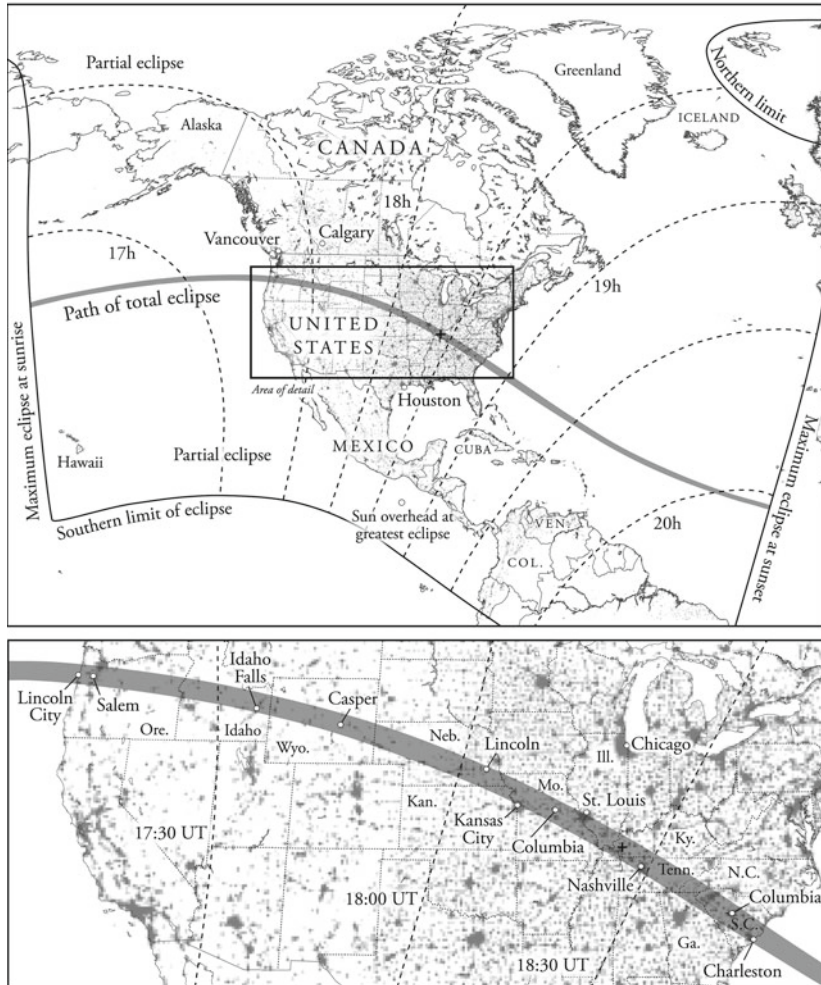 Partial eclipse
Greenland
Northern limit
Alaska
ICELAND
CANADA
18h
Vancouver
Calgary
17h
19h
Path of total eclipse
UNITED
STATES
Maximum eclipse at sunrise
Area of detail
Houston
MEXICO
CUBA
Hawaii
Partial eclipse
Maximum eclipse at sunset
Southern limit of eclipse
Sun overhead at
greatest eclipse
VEN.
20h
COL.
Idaho
Falls
Lincoln
City
Salem
Casper
Ore.
Idaho
Wyo.
Neb.
Lincoln
Ill.
Chicago
Mo.
Kan.
St. Louis
Kansas
City
Columbia
17:30 UT
Ky.
Nashville
Tenn.
N.C.
Columbia
18:00 UT
S.C.
Ga.
18:30 UT
Charleston